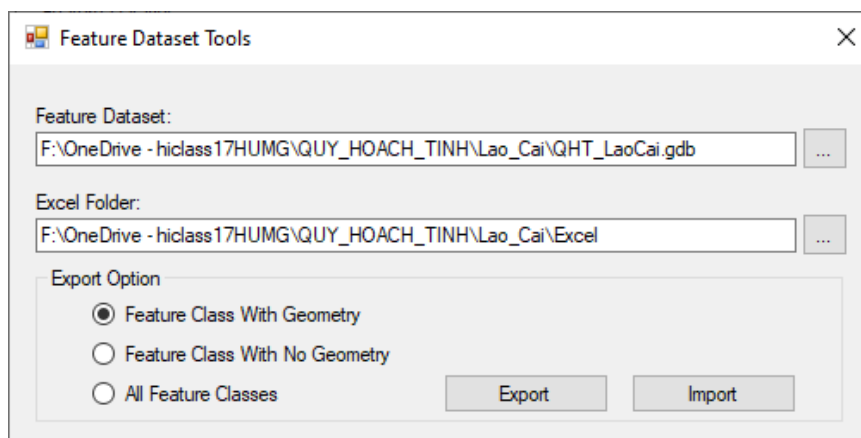 Feature Dataset Tools
Feature Dataset:
F:\OneDrive - hiclass17HUMG\QUY_HOACH_TINH\Lao_Cai\QHT_LaoCai.gdb
...
Excel Folder:
F:\OneDrive - hiclass17HUMG\QUY_HOACH_TINH\Lao_Cai\Excel
...
Export Option
Feature Class With Geometry
Feature Class With No Geometry
All Feature Classes Export Import